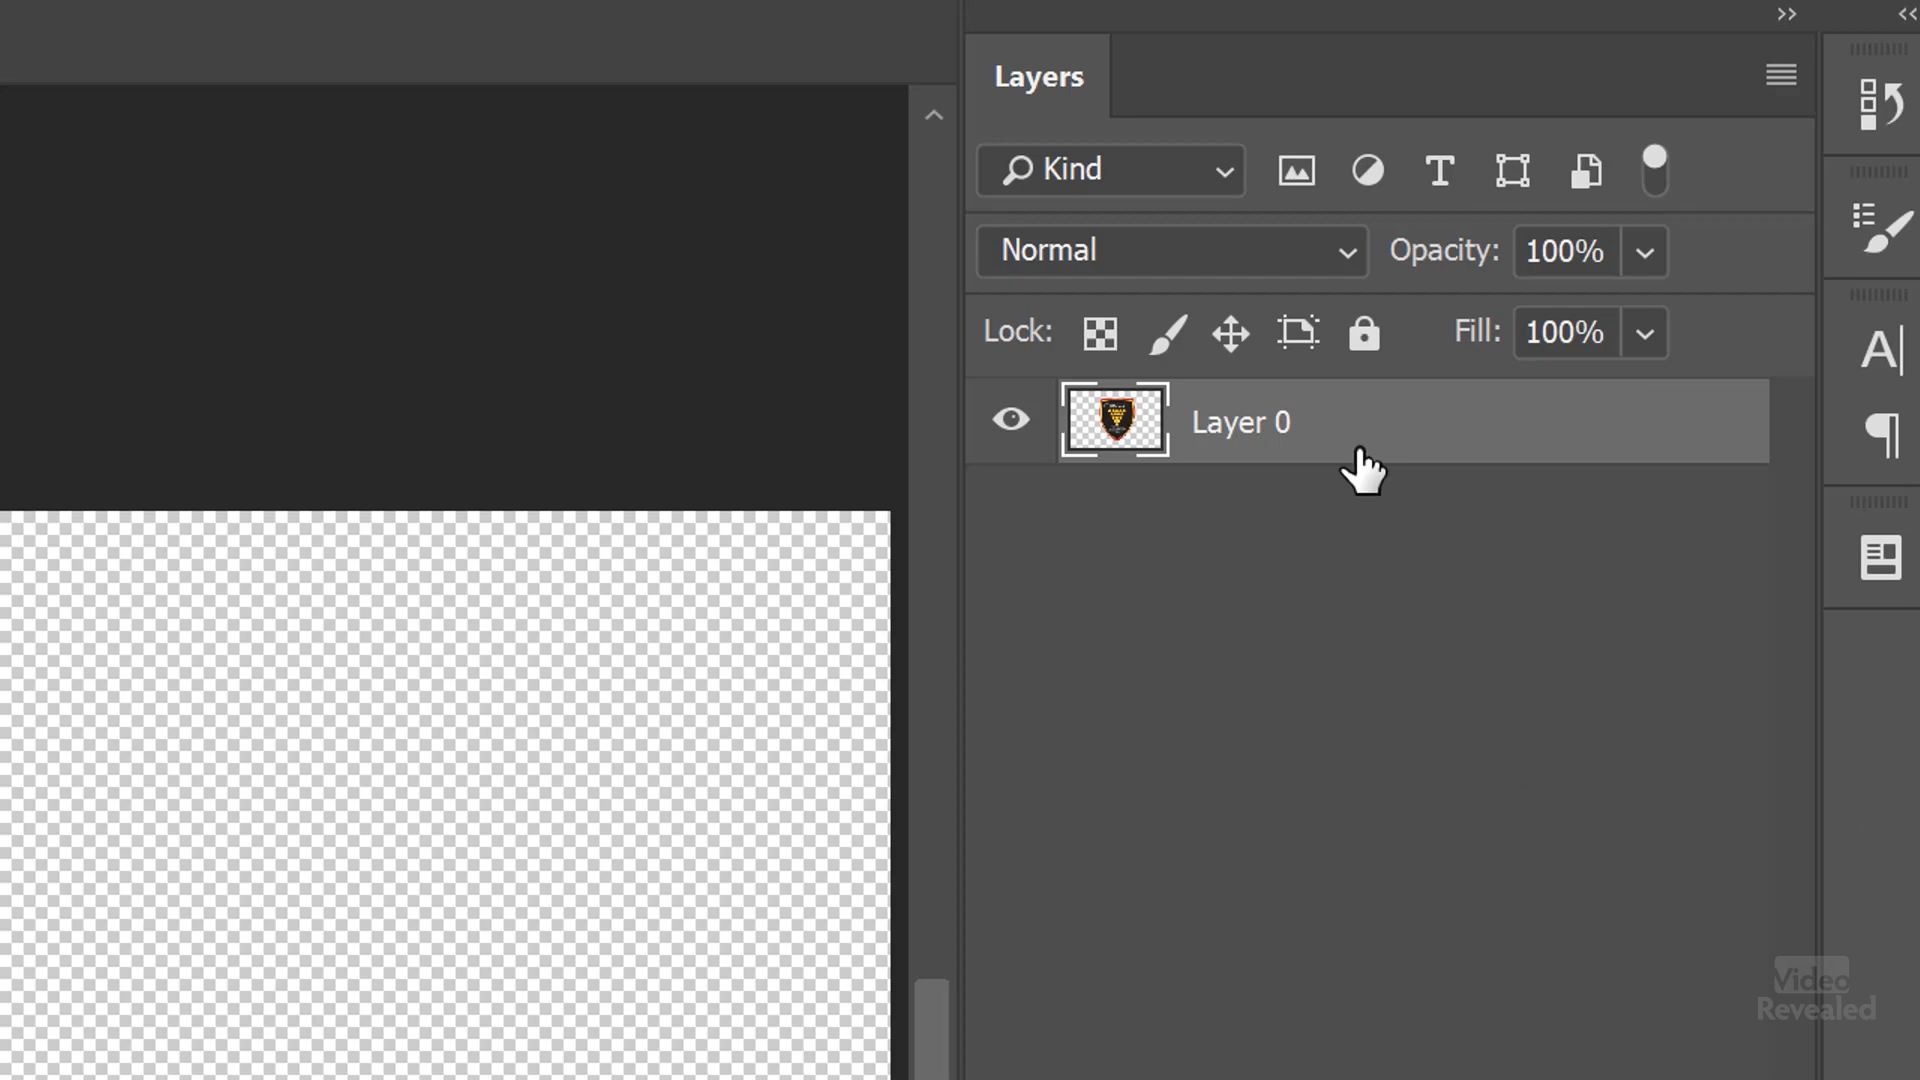 Layers
Kind
Normal
Opacity: 100%
Lock:
Fill: 100%
Layer 0
Video
Revealed